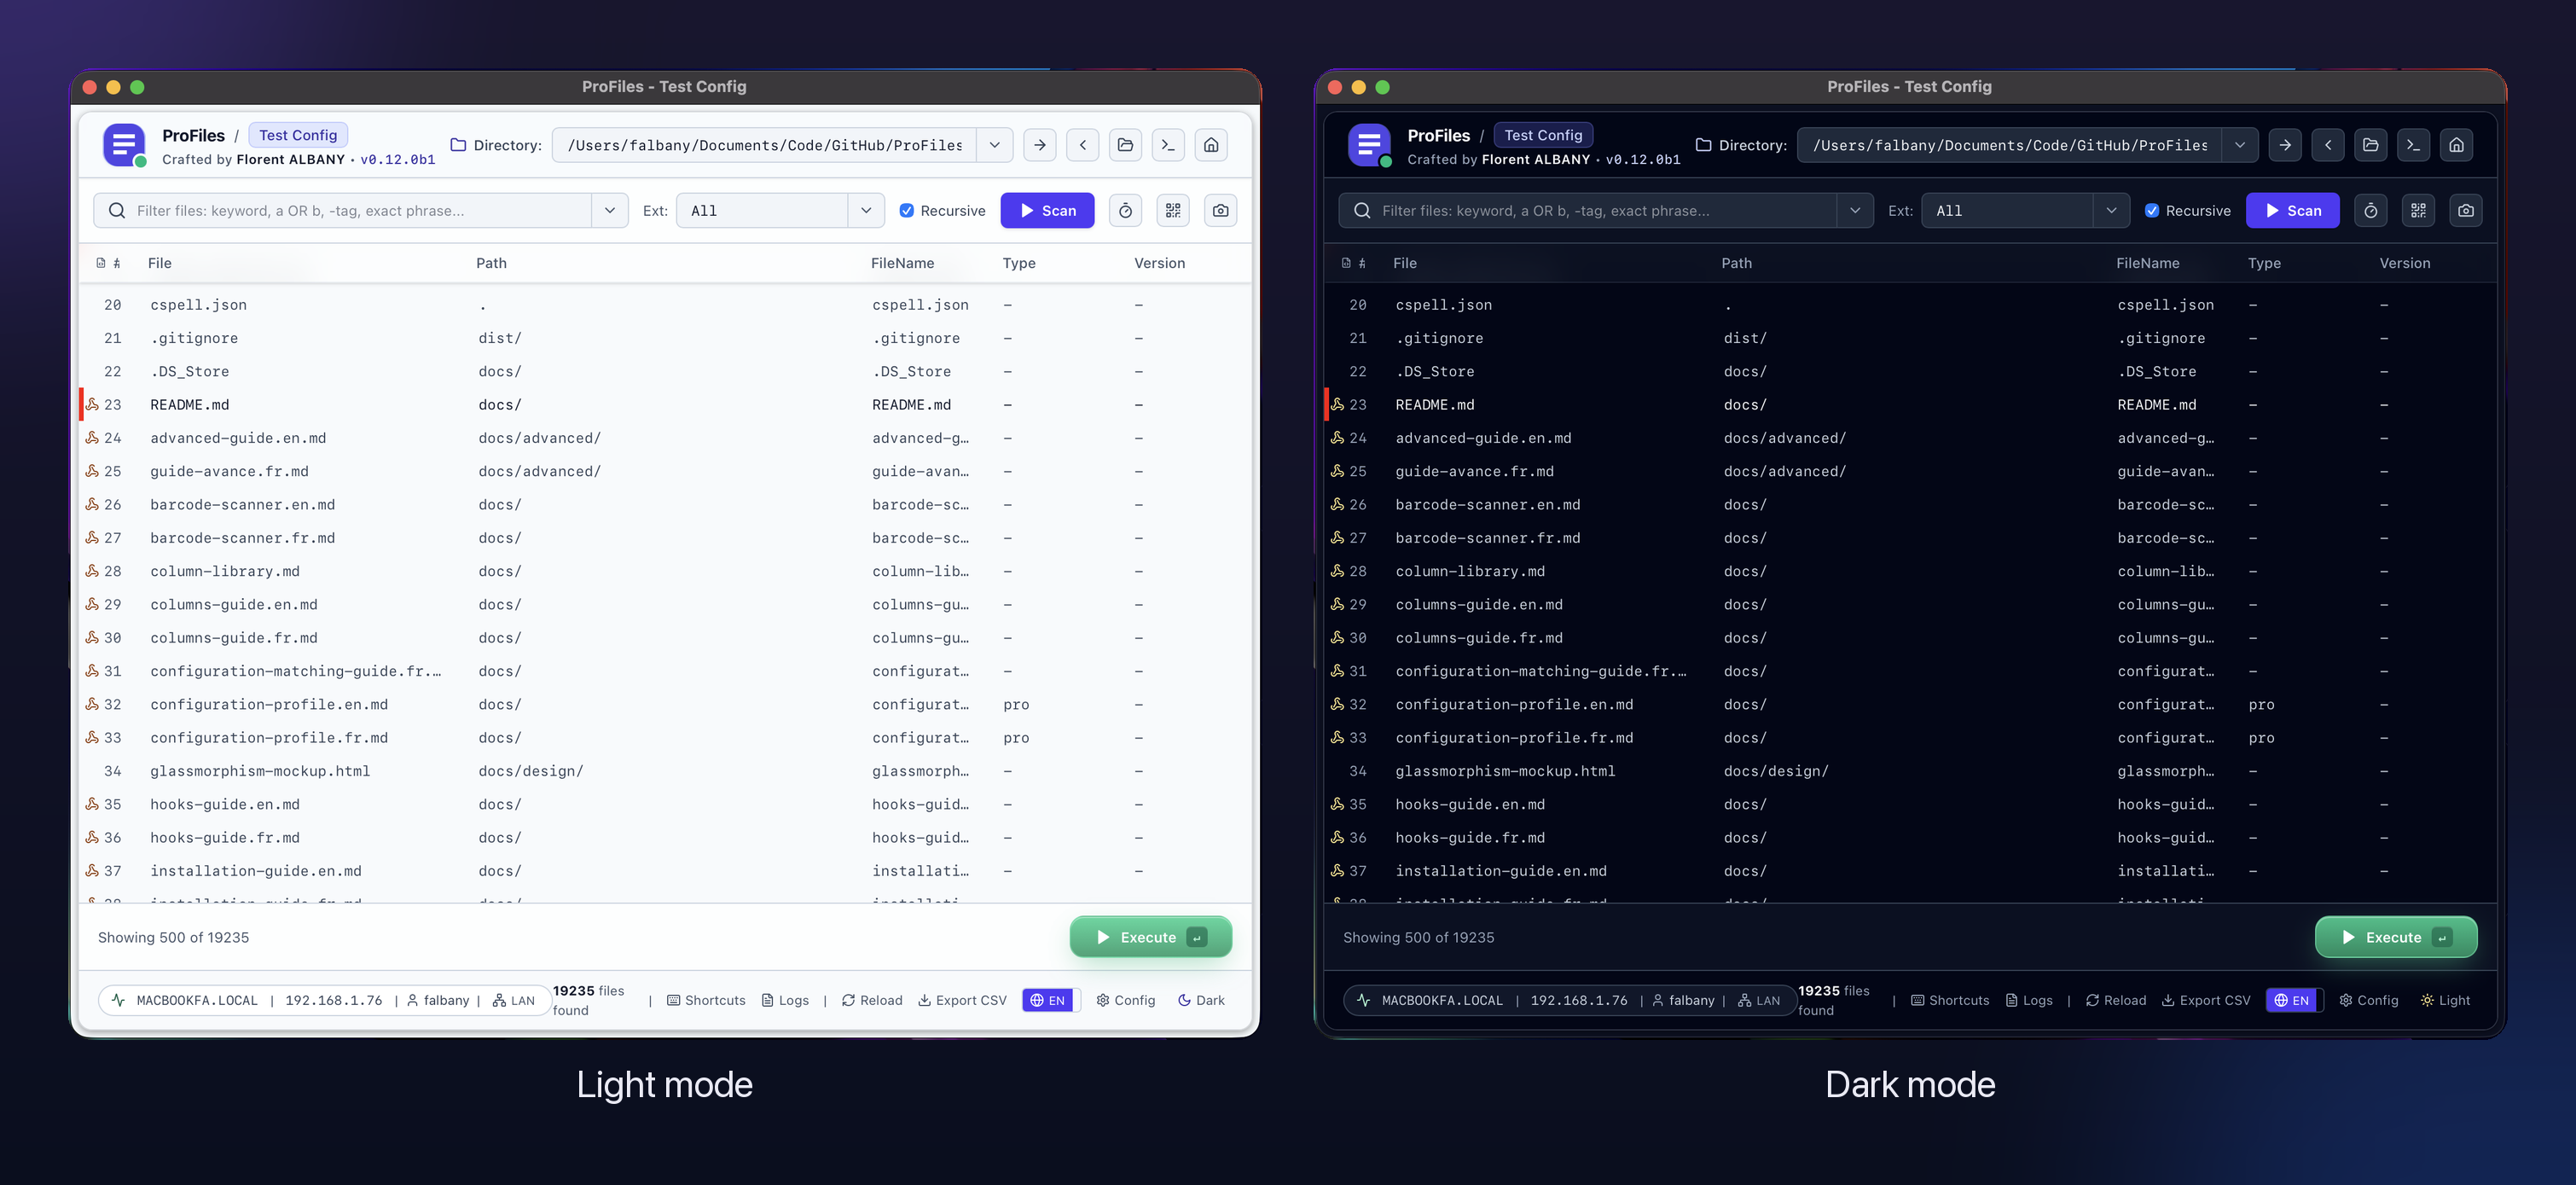 ProFiles - Test Config
ProFiles / Test Config
Crafted by Florent ALBANY • v0.12.0b1
Directory: /Users/falbany/Documents/Code/GitHub/ProFiles
Filter files: keyword, a OR b, -tag, exact phrase... Ext: All Recursive Scan
# File Path FileName Type Version
20 cspell.json . cspell.json – –
21 .gitignore dist/ .gitignore – –
22 .DS_Store docs/ .DS_Store – –
23 README.md docs/ README.md – –
24 advanced-guide.en.md docs/advanced/ advanced-g… – –
25 guide-avance.fr.md docs/advanced/ guide-avan… – –
26 barcode-scanner.en.md docs/ barcode-sc… – –
27 barcode-scanner.fr.md docs/ barcode-sc… – –
28 column-library.md docs/ column-lib… – –
29 columns-guide.en.md docs/ columns-gu… – –
30 columns-guide.fr.md docs/ columns-gu… – –
31 configuration-matching-guide.fr.… docs/ configurat… – –
32 configuration-profile.en.md docs/ configurat… pro –
33 configuration-profile.fr.md docs/ configurat… pro –
34 glassmorphism-mockup.html docs/design/ glassmorph… – –
35 hooks-guide.en.md docs/ hooks-guid… – –
36 hooks-guide.fr.md docs/ hooks-guid… – –
37 installation-guide.en.md docs/ installati… – –
Showing 500 of 19235 Execute
MACBOOKFA.LOCAL | 192.168.1.76 | falbany | LAN 19235 files found | Shortcuts Logs | Reload Export CSV EN Config Dark
Light mode
ProFiles - Test Config
ProFiles / Test Config
Crafted by Florent ALBANY • v0.12.0b1
Directory: /Users/falbany/Documents/Code/GitHub/ProFiles
Filter files: keyword, a OR b, -tag, exact phrase... Ext: All Recursive Scan
# File Path FileName Type Version
20 cspell.json . cspell.json – –
21 .gitignore dist/ .gitignore – –
22 .DS_Store docs/ .DS_Store – –
23 README.md docs/ README.md – –
24 advanced-guide.en.md docs/advanced/ advanced-g… – –
25 guide-avance.fr.md docs/advanced/ guide-avan… – –
26 barcode-scanner.en.md docs/ barcode-sc… – –
27 barcode-scanner.fr.md docs/ barcode-sc… – –
28 column-library.md docs/ column-lib… – –
29 columns-guide.en.md docs/ columns-gu… – –
30 columns-guide.fr.md docs/ columns-gu… – –
31 configuration-matching-guide.fr.… docs/ configurat… – –
32 configuration-profile.en.md docs/ configurat… pro –
33 configuration-profile.fr.md docs/ configurat… pro –
34 glassmorphism-mockup.html docs/design/ glassmorph… – –
35 hooks-guide.en.md docs/ hooks-guid… – –
36 hooks-guide.fr.md docs/ hooks-guid… – –
37 installation-guide.en.md docs/ installati… – –
Showing 500 of 19235 Execute
MACBOOKFA.LOCAL | 192.168.1.76 | falbany | LAN 19235 files found | Shortcuts Logs | Reload Export CSV EN Config Light
Dark mode